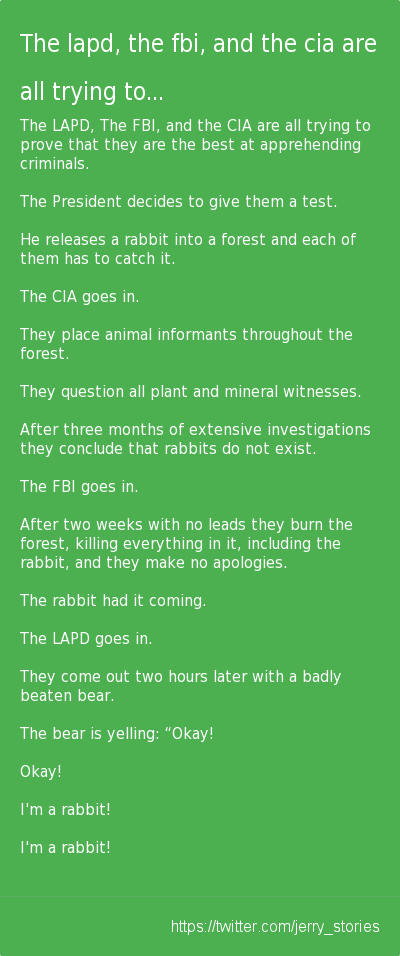 The lapd, the fbi, and the cia are
all trying to...
The LAPD, The FBI, and the CIA are all trying to
prove that they are the best at apprehending
criminals.
The President decides to give them a test.
He releases a rabbit into a forest and each of
them has to catch it.
The CIA goes in.
They place animal informants throughout the
forest.
They question all plant and mineral witnesses.
After three months of extensive investigations
they conclude that rabbits do not exist.
The FBI goes in.
After two weeks with no leads they burn the
forest, killing everything in it, including the
rabbit, and they make no apologies.
The rabbit had it coming.
The LAPD goes in.
They come out two hours later with a badly
beaten bear.
The bear is yelling: “Okay!
Okay!
I'm a rabbit!
I'm a rabbit!
https://twitter.com/jerry_stories